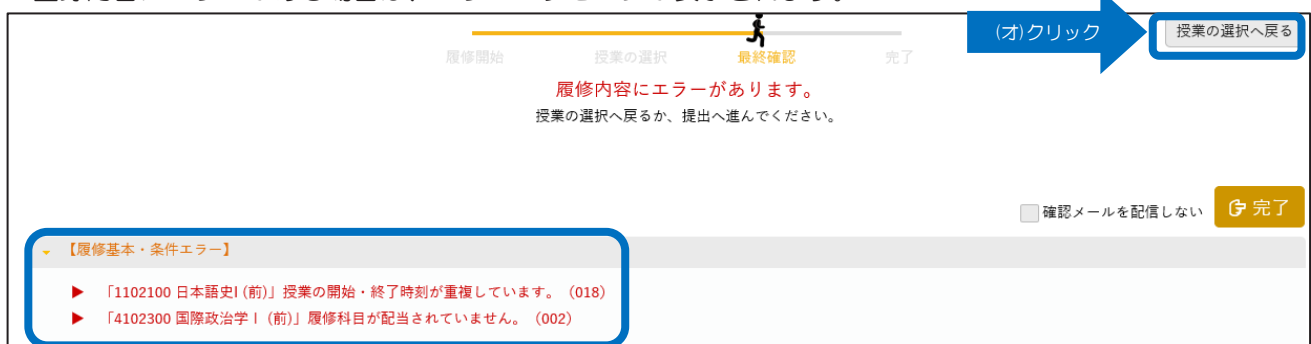 (オ)クリック
授業の選択へ戻る
履修開始 授業の選択 最終確認 完了
履修内容にエラーがあります。
授業の選択へ戻るか、提出へ進んでください。
確認メールを配信しない
完了
【履修基本・条件エラー】
▶ 「1102100 日本語史I (前)」授業の開始・終了時刻が重複しています。（018）
▶ 「4102300 国際政治学Ⅰ (前)」履修科目が配当されていません。（002）